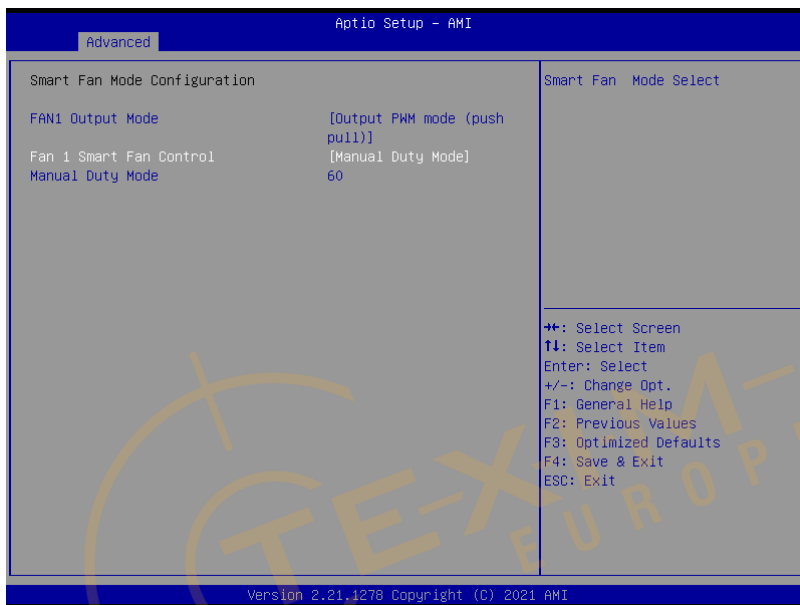 Aptio Setup – AMI
Advanced
Smart Fan Mode Configuration
FAN1 Output Mode [Output PWM mode (push
pull)]
Fan 1 Smart Fan Control [Manual Duty Mode]
Manual Duty Mode 60
Smart Fan Mode Select
→←: Select Screen
↑↓: Select Item
Enter: Select
+/-: Change Opt.
F1: General Help
F2: Previous Values
F3: Optimized Defaults
F4: Save & Exit
ESC: Exit
TEXIM
EUROP
Version 2.21.1278 Copyright (C) 2021 AMI